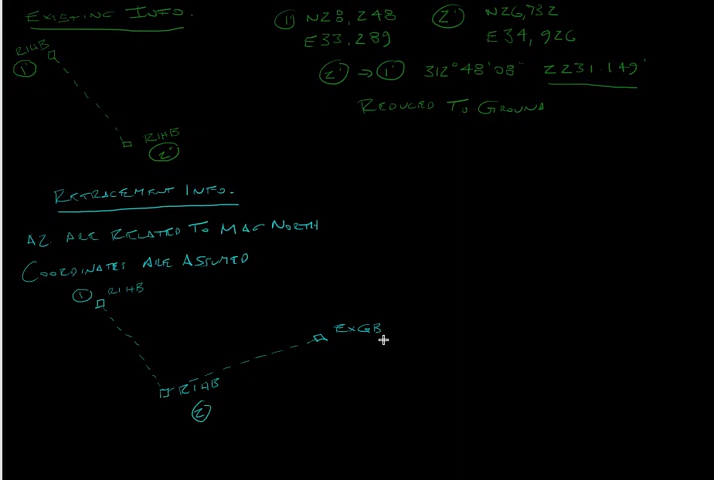 EXISTING INFO.
1' N28,248
E33.289
2' N26,732
E34,926
2' → 1' 312°48'08" 2231.149'
REDUCED TO GROUND
RIHB
1'
RIHB
2'
RETRACEMENT INFO.
AZ ARE RELATED TO MAG NORTH
COORDINATES ARE ASSUMED
1 RIHB
EXGB
RIHB
2